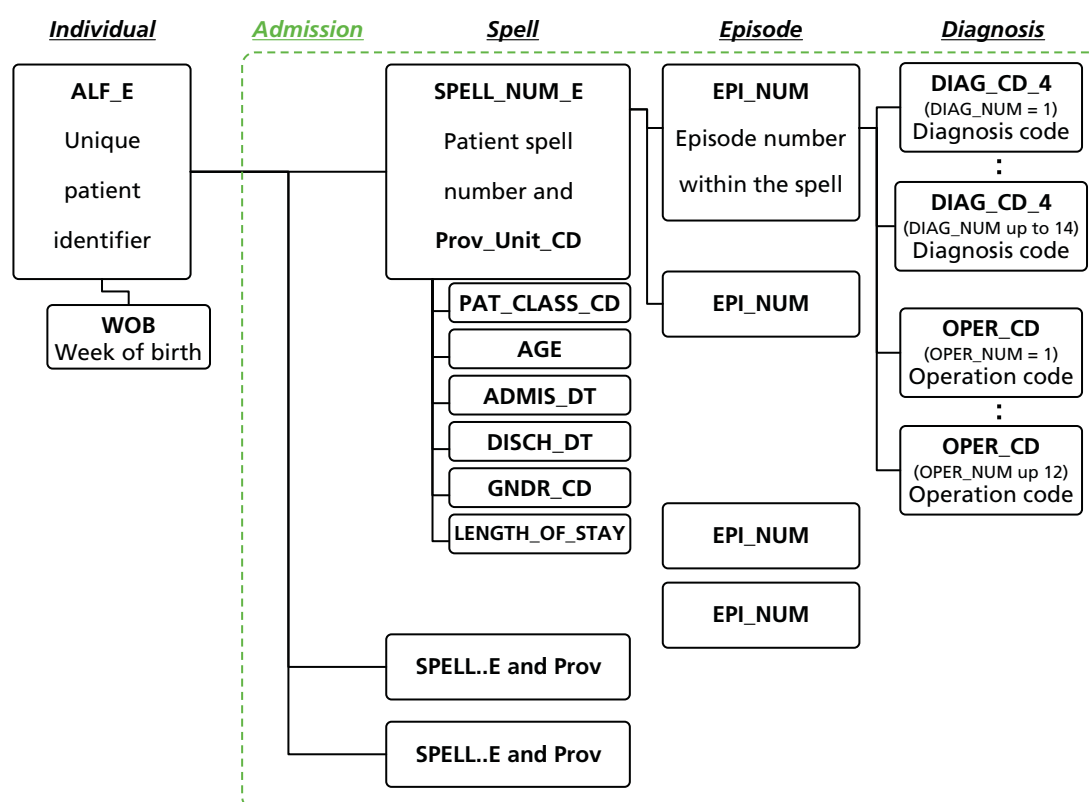 Individual
Admission
Spell
Episode
Diagnosis
ALF_E
Unique
patient
identifier
WOB
Week of birth
SPELL_NUM_E
Patient spell
number and
Prov_Unit_CD
PAT_CLASS_CD
AGE
ADMIS_DT
DISCH_DT
GNDR_CD
LENGTH_OF_STAY
SPELL..E and Prov
SPELL..E and Prov
EPI_NUM
Episode number
within the spell
EPI_NUM
EPI_NUM
EPI_NUM
DIAG_CD_4
(DIAG_NUM = 1)
Diagnosis code
:
DIAG_CD_4
(DIAG_NUM up to 14)
Diagnosis code
OPER_CD
(OPER_NUM = 1)
Operation code
:
OPER_CD
(OPER_NUM up 12)
Operation code